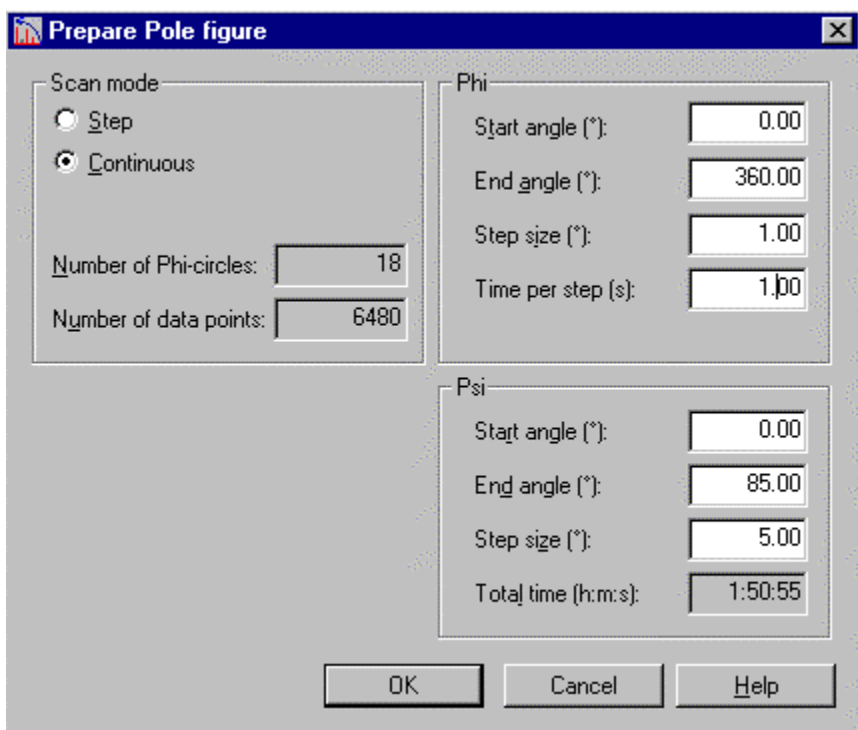 Prepare Pole figure
Scan mode
Step
Continuous
Number of Phi-circles: 18
Number of data points: 6480
Phi
Start angle (°): 0.00
End angle (°): 360.00
Step size (°): 1.00
Time per step (s): 1.00
Psi
Start angle (°): 0.00
End angle (°): 85.00
Step size (°): 5.00
Total time (h:m:s): 1:50:55
OK Cancel Help